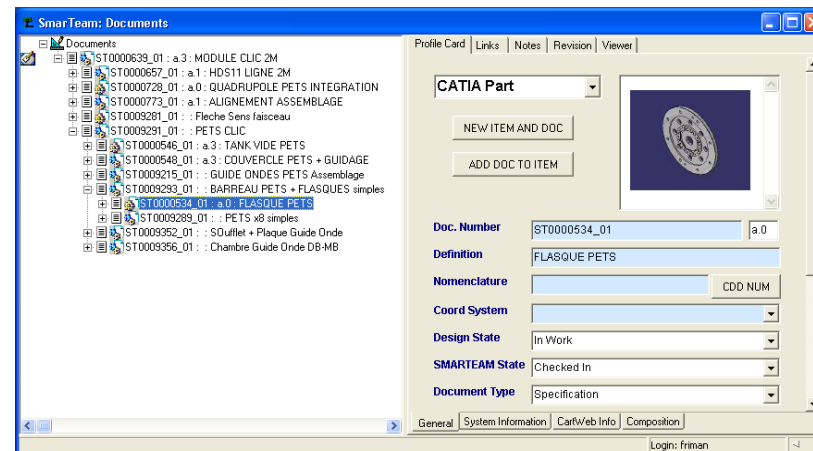 SmarTeam: Documents
Documents
ST0000639_01 : a.3 : MODULE CLIC 2M
ST0000657_01 : a.1 : HDS11 LIGNE 2M
ST0000728_01 : a.0 : QUADRUPOLE PETS INTEGRATION
ST0000773_01 : a.1 : ALIGNEMENT ASSEMBLAGE
ST0009281_01 : : Fleche Sens faisceau
ST0009291_01 : : PETS CLIC
ST0000546_01 : a.3 : TANK VIDE PETS
ST0000548_01 : a.3 : COUVERCLE PETS + GUIDAGE
ST0009215_01 : : GUIDE ONDES PETS Assemblage
ST0009293_01 : : BARREAU PETS + FLASQUES simples
ST0000534_01 : a.0 : FLASQUE PETS
ST0009289_01 : : PETS x8 simples
ST0009352_01 : : SOufflet + Plaque Guide Onde
ST0009356_01 : : Chambre Guide Onde DB-MB
Profile Card Links Notes Revision Viewer
CATIA Part
NEW ITEM AND DOC
ADD DOC TO ITEM
Doc. Number ST0000534_01 a.0
Definition FLASQUE PETS
Nomenclature CDD NUM
Coord System
Design State In Work
SMARTEAM State Checked In
Document Type Specification
General System Information CartWeb Info Composition
Login: friman